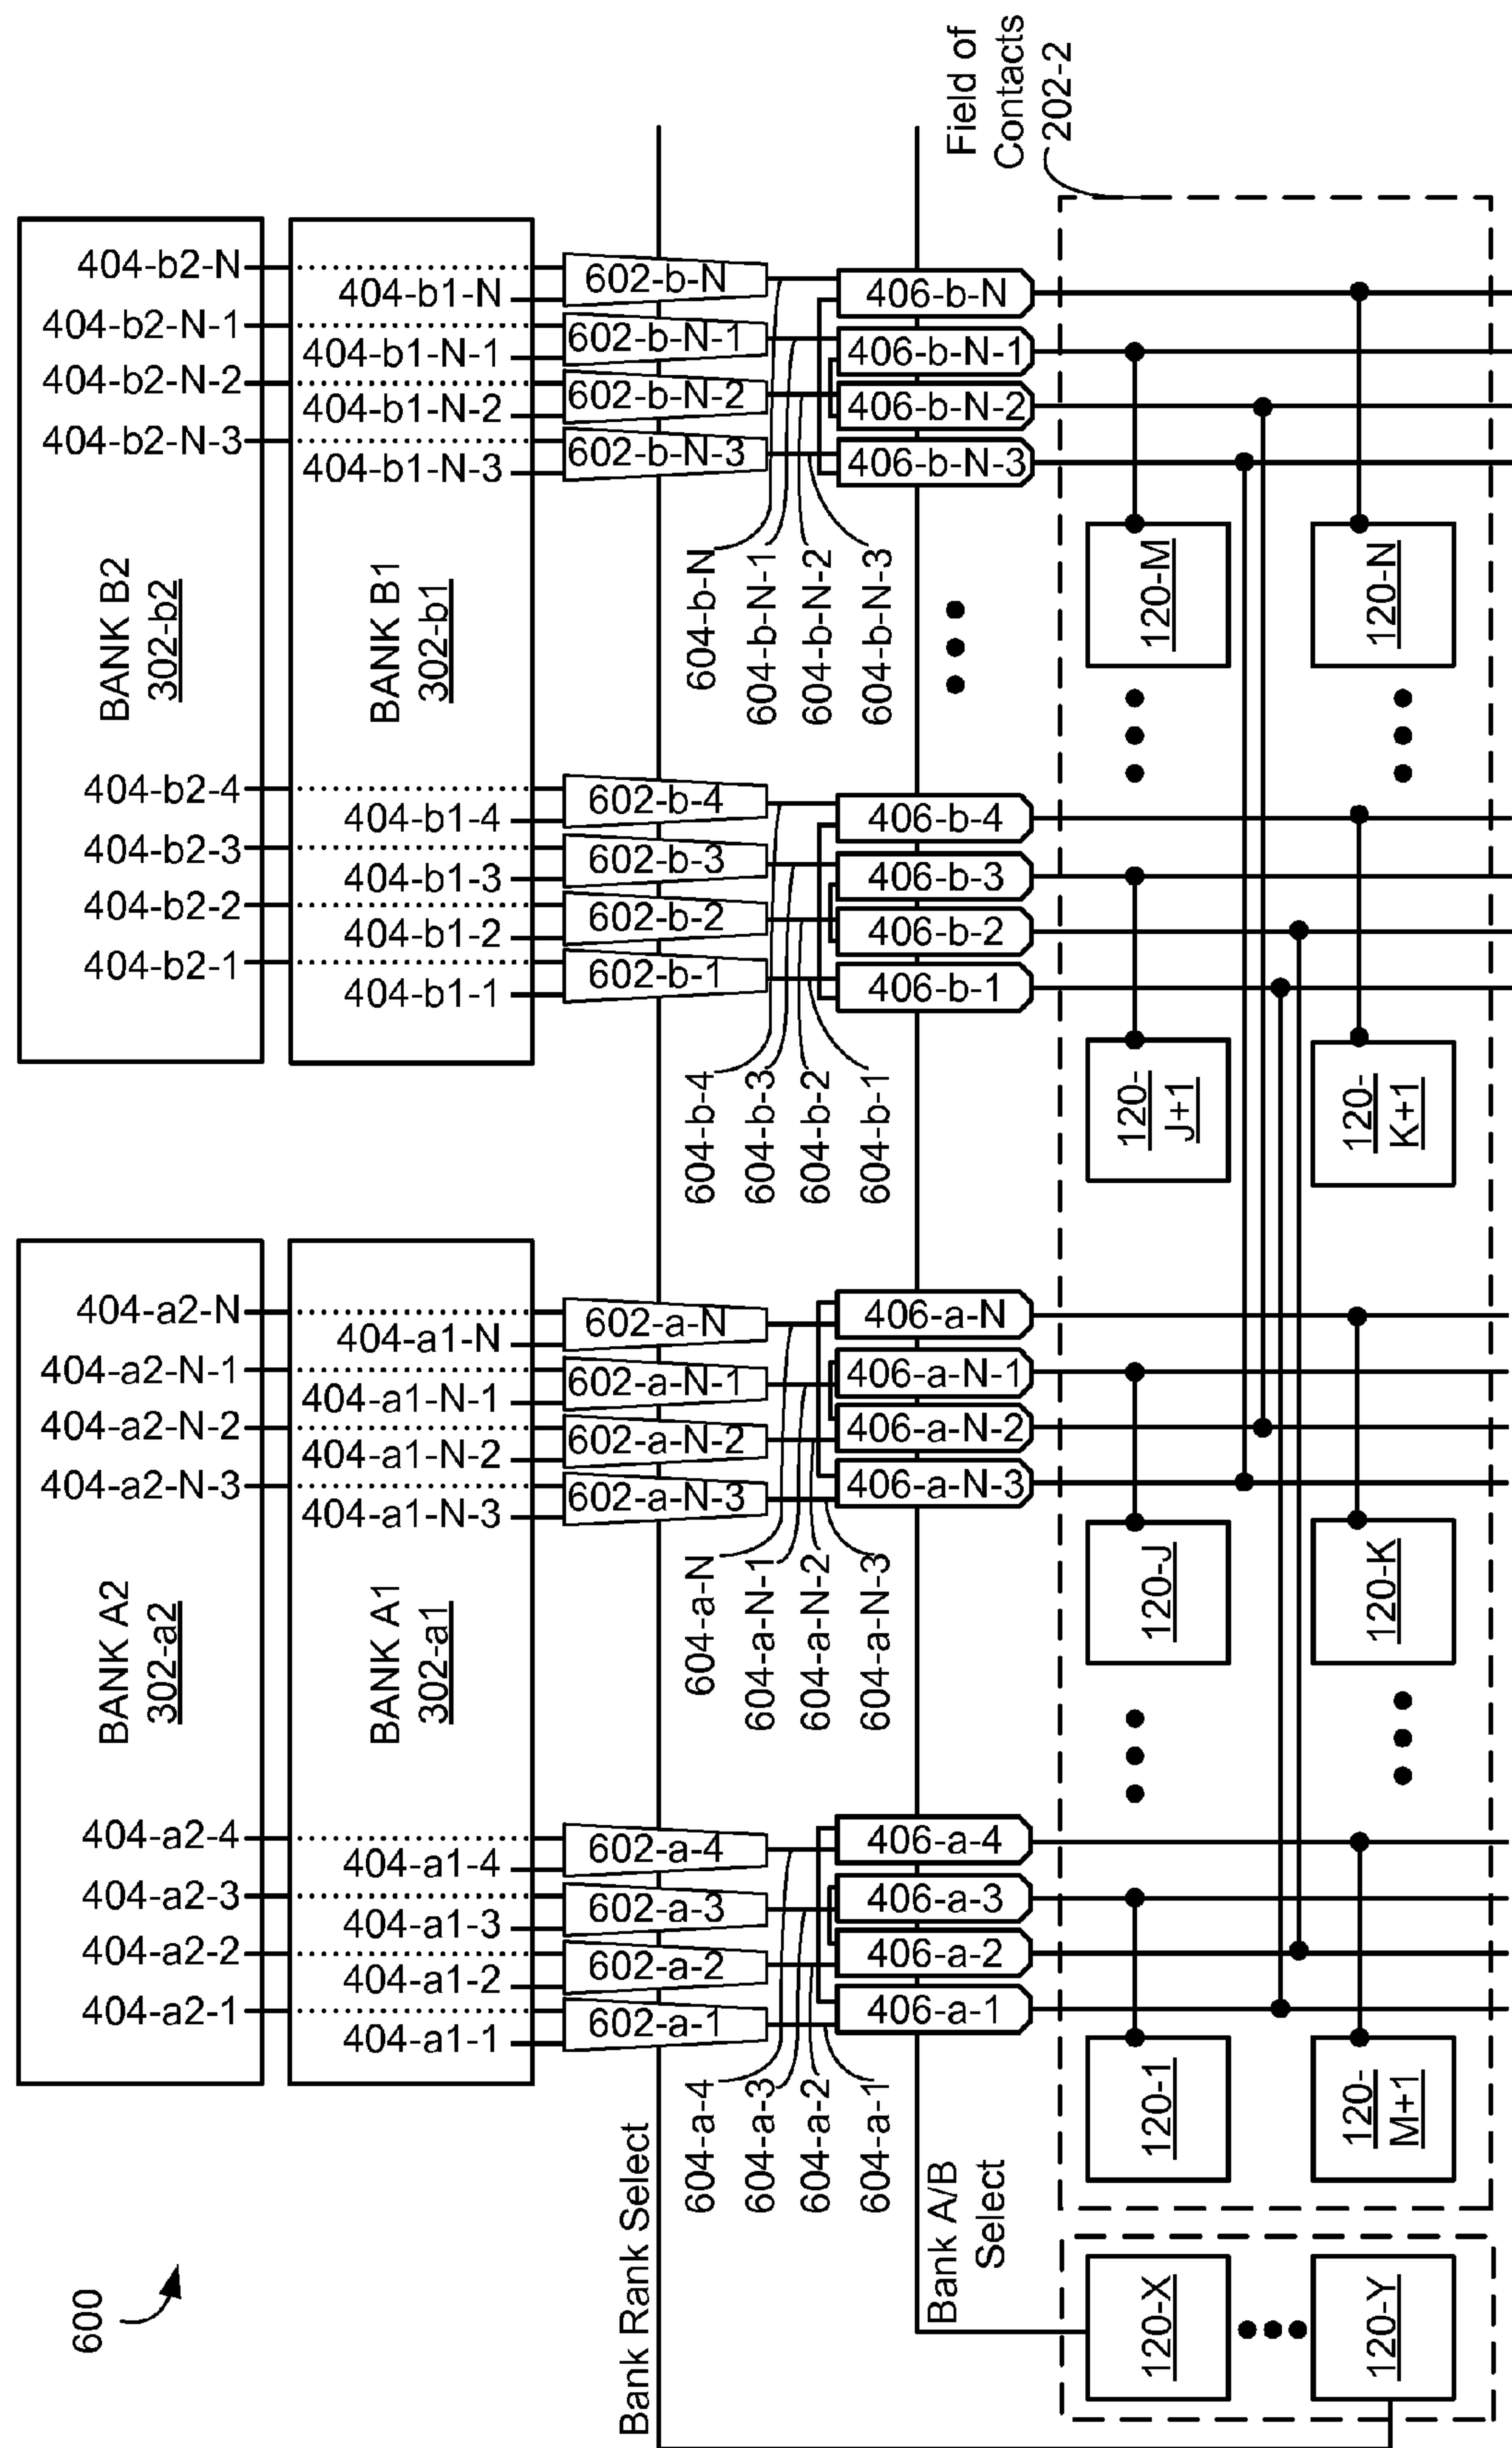 600
BANK A2
302-a2
BANK B2
302-b2
404-a2-1
404-a2-2
404-a2-3
404-a2-4
404-a2-N-3
404-a2-N-2
404-a2-N-1
404-a2-N
404-b2-1
404-b2-2
404-b2-3
404-b2-4
404-b2-N-3
404-b2-N-2
404-b2-N-1
404-b2-N
BANK A1
302-a1
BANK B1
302-b1
404-a1-1
404-a1-2
404-a1-3
404-a1-4
404-a1-N-3
404-a1-N-2
404-a1-N-1
404-a1-N
404-b1-1
404-b1-2
404-b1-3
404-b1-4
404-b1-N-3
404-b1-N-2
404-b1-N-1
404-b1-N
602-a-1
602-a-2
602-a-3
602-a-4
602-a-N-3
602-a-N-2
602-a-N-1
602-a-N
602-b-1
602-b-2
602-b-3
602-b-4
602-b-N-3
602-b-N-2
602-b-N-1
602-b-N
Bank Rank Select
604-a-4
604-a-3
604-a-2
604-a-1
604-a-N
604-a-N-1
604-a-N-2
604-a-N-3
604-b-4
604-b-3
604-b-2
604-b-1
604-b-N
604-b-N-1
604-b-N-2
604-b-N-3
406-a-1
406-a-2
406-a-3
406-a-4
406-a-N-3
406-a-N-2
406-a-N-1
406-a-N
406-b-1
406-b-2
406-b-3
406-b-4
406-b-N-3
406-b-N-2
406-b-N-1
406-b-N
Bank A/B
Select
Field of
Contacts
202-2
120-X
120-1
120-J
120-
J+1
120-M
120-Y
120-
M+1
120-K
120-
K+1
120-N